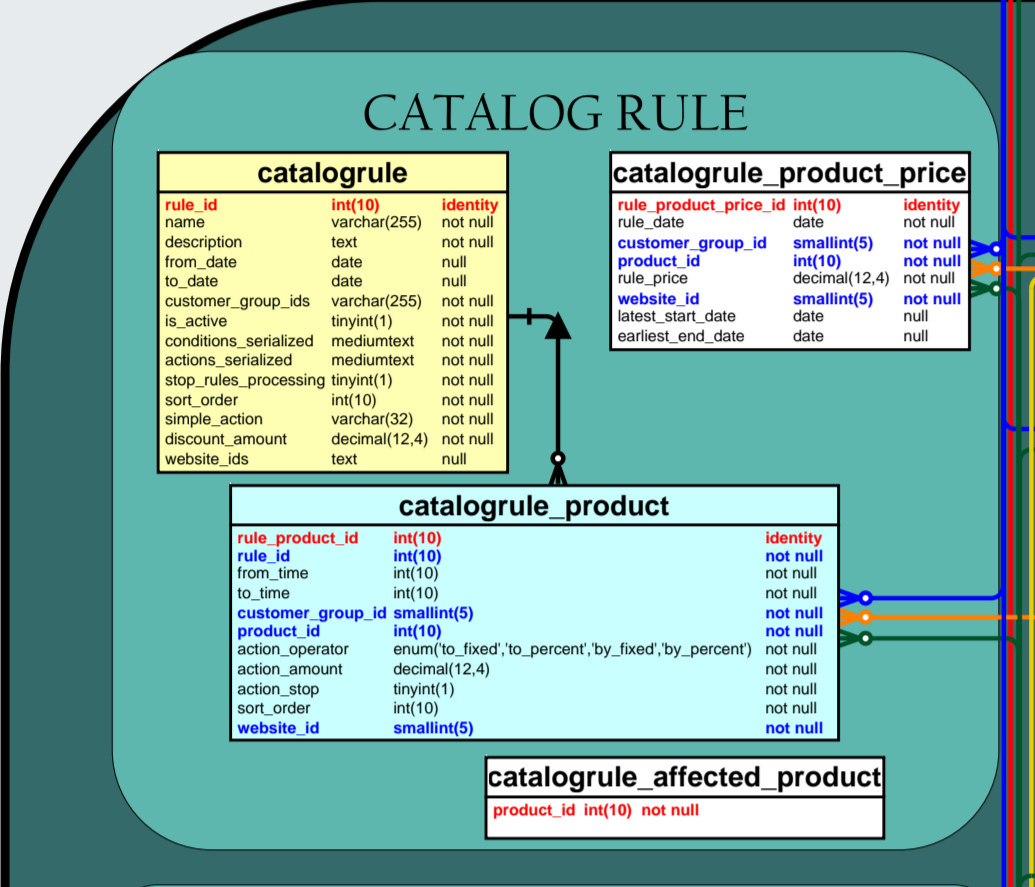 CATALOG RULE
catalogrule
rule_id int(10) identity
name varchar(255) not null
description text not null
from_date date null
to_date date null
customer_group_ids varchar(255) not null
is_active tinyint(1) not null
conditions_serialized mediumtext not null
actions_serialized mediumtext not null
stop_rules_processing tinyint(1) not null
sort_order int(10) not null
simple_action varchar(32) not null
discount_amount decimal(12,4) not null
website_ids text null
catalogrule_product_price
rule_product_price_id int(10) identity
rule_date date not null
customer_group_id smallint(5) not null
product_id int(10) not null
rule_price decimal(12,4) not null
website_id smallint(5) not null
latest_start_date date null
earliest_end_date date null
catalogrule_product
rule_product_id int(10) identity
rule_id int(10) not null
from_time int(10) not null
to_time int(10) not null
customer_group_id smallint(5) not null
product_id int(10) not null
action_operator enum('to_fixed','to_percent','by_fixed','by_percent') not null
action_amount decimal(12,4) not null
action_stop tinyint(1) not null
sort_order int(10) not null
website_id smallint(5) not null
catalogrule_affected_product
product_id int(10) not null